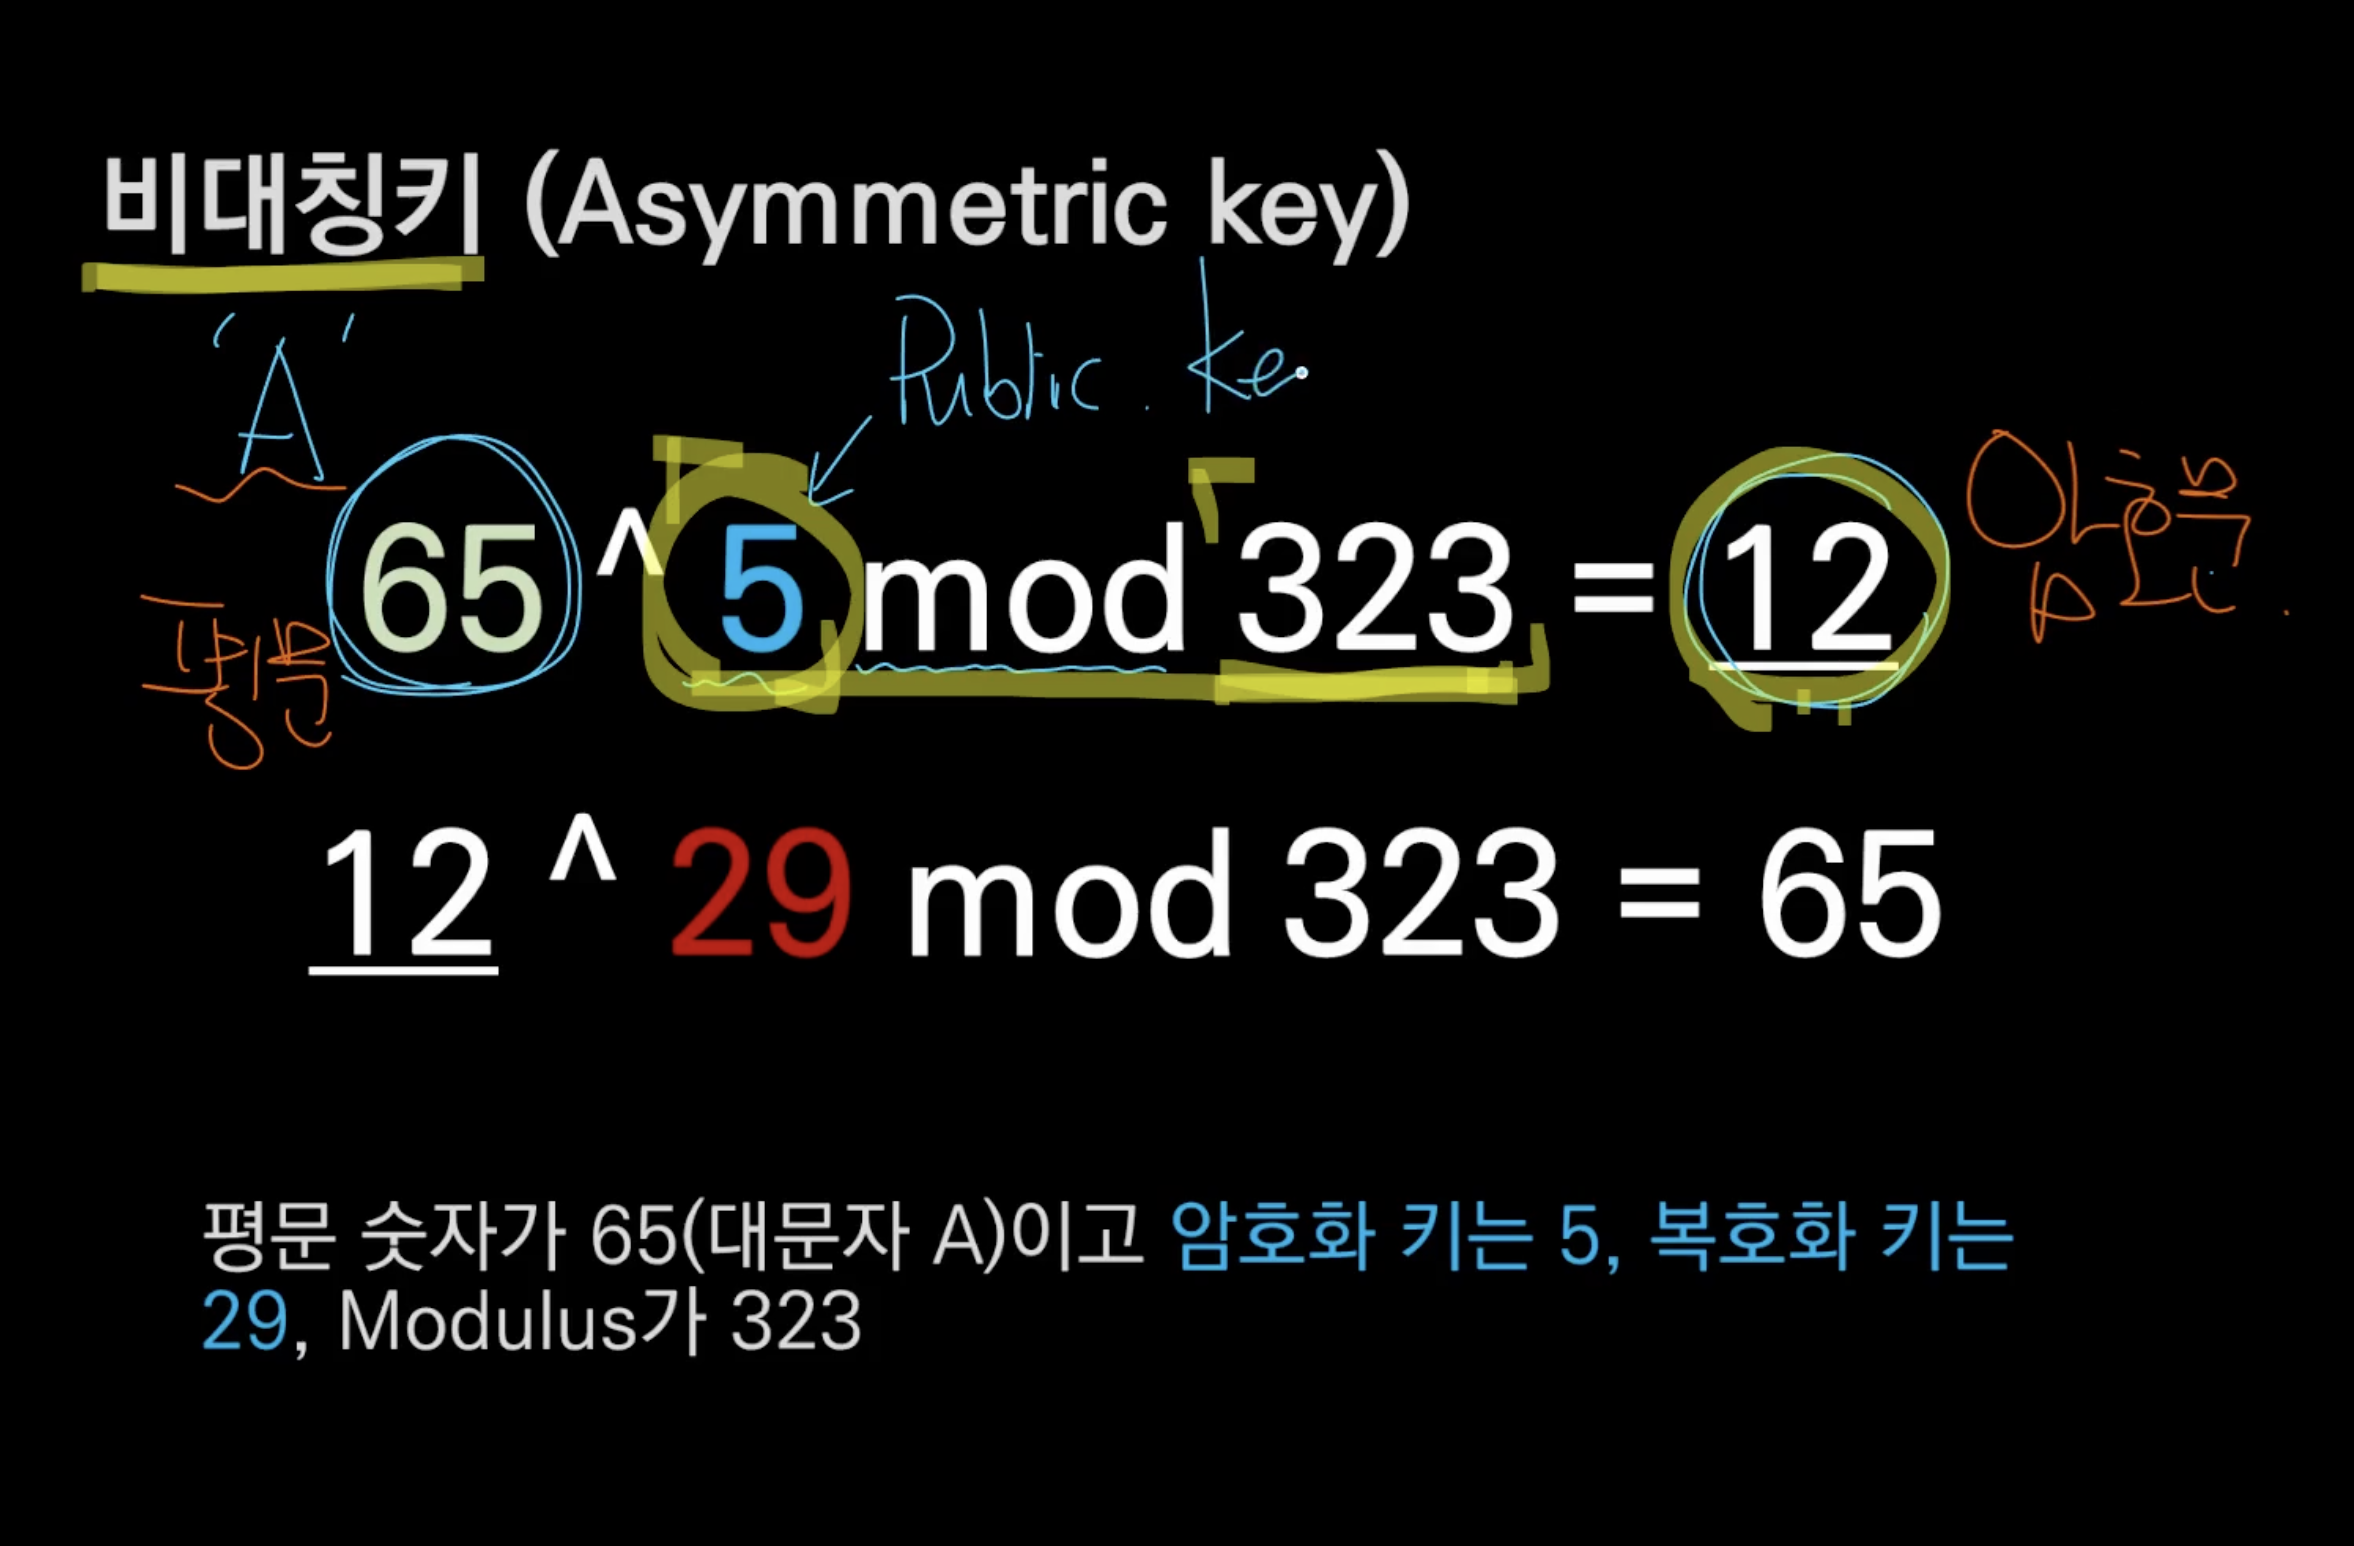 비대칭키 (Asymmetric key)
'A'
Public Ke
65 ^ 5 mod 323 = 12
암호문
평문
12 ^ 29 mod 323 = 65
평문 숫자가 65(대문자 A)이고 암호화 키는 5, 복호화 키는
29, Modulus가 323